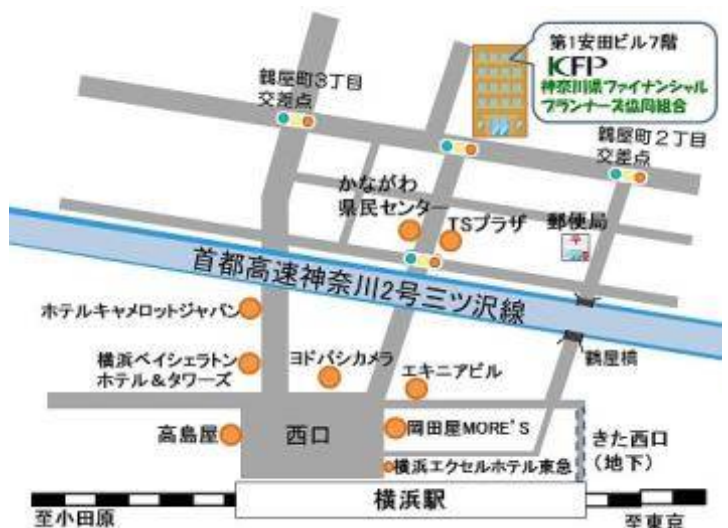 第1安田ビル7階
KFP
神奈川県ファイナンシャル
プランナーズ協同組合
鶴屋町3丁目
交差点
鶴屋町2丁目
交差点
かながわ
県民センター
TSプラザ
郵便局
〒
首都高速神奈川2号三ツ沢線
ホテルキャメロットジャパン
横浜ベイシェラトン
ホテル&タワーズ
ヨドバシカメラ
エキニアビル
鶴屋橋
高島屋
西口
岡田屋MORE'S
きた西口
(地下)
横浜エクセルホテル東急
横浜駅
至小田原
至東京